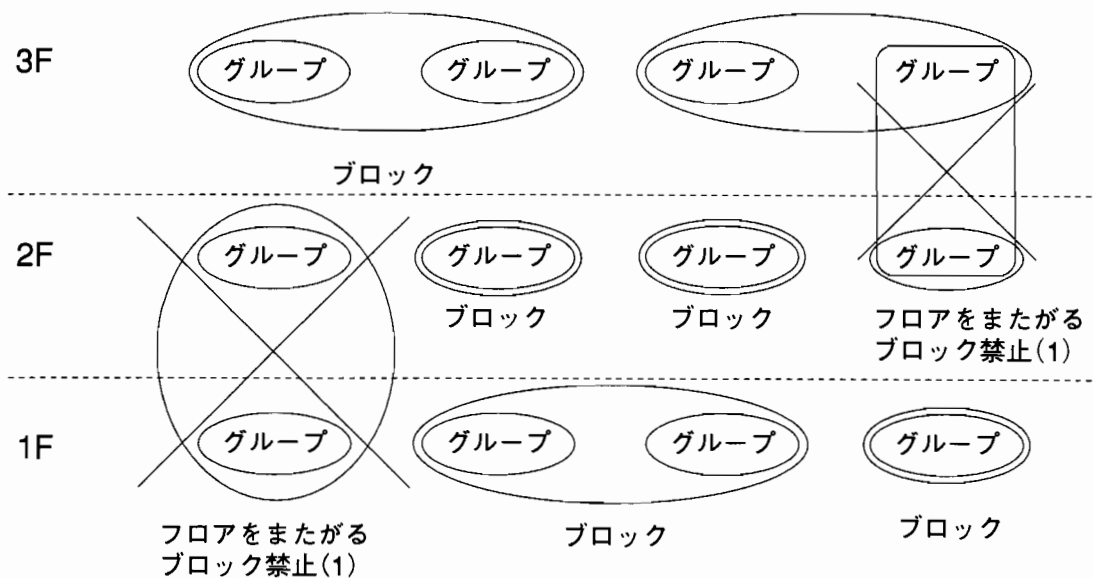 3F
グループ
グループ
グループ
グループ
ブロック
2F
グループ
グループ
グループ
グループ
ブロック
ブロック
フロアをまたがる
ブロック禁止(1)
1F
グループ
グループ
グループ
グループ
フロアをまたがる
ブロック禁止(1)
ブロック
ブロック